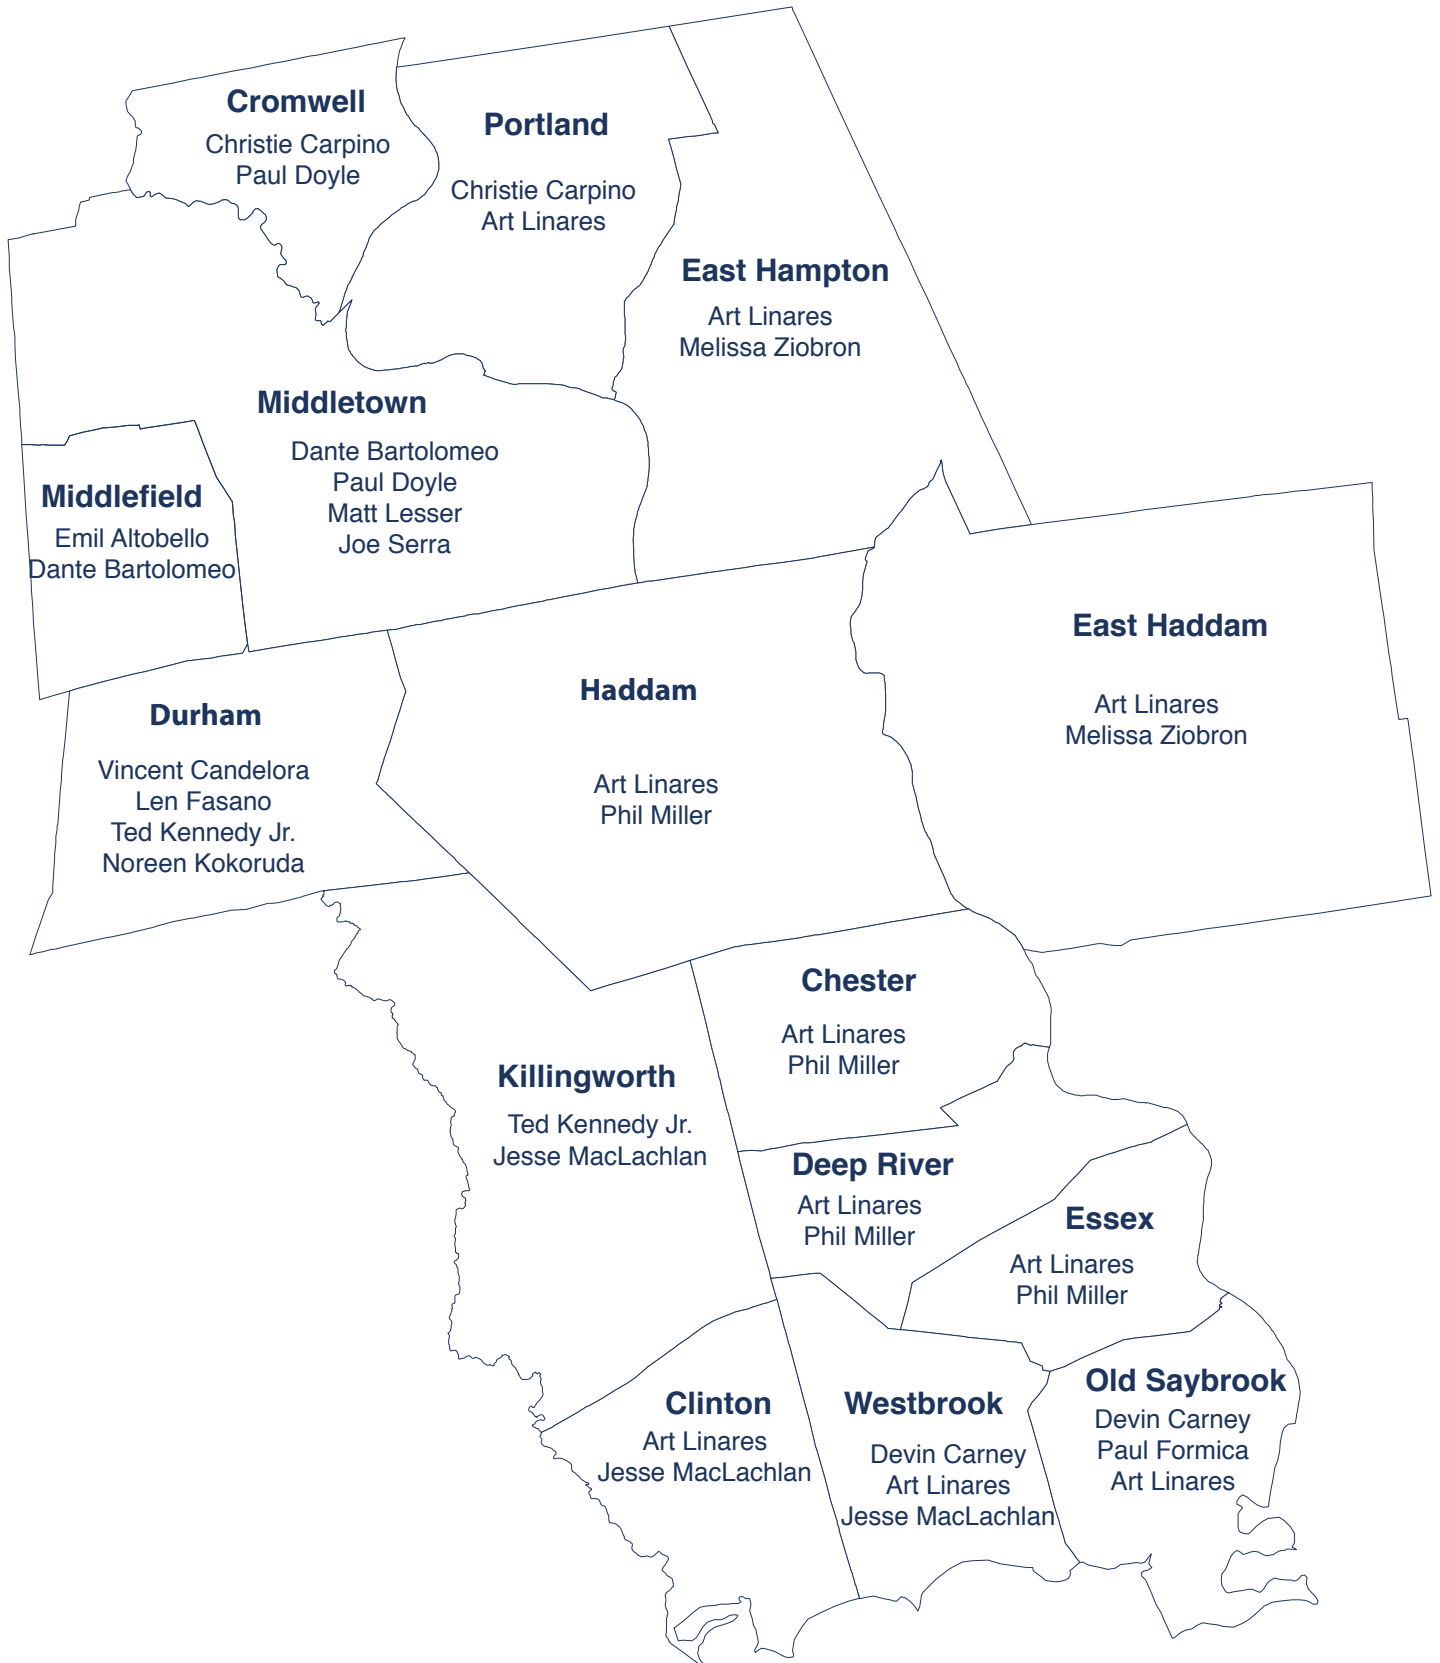 Cromwell
Christie Carpino
Paul Doyle
Portland
Christie Carpino
Art Linares
East Hampton
Art Linares
Melissa Ziobron
Middletown
Dante Bartolomeo
Paul Doyle
Matt Lesser
Joe Serra
Middlefield
Emil Altobello
Dante Bartolomeo
East Haddam
Art Linares
Melissa Ziobron
Haddam
Art Linares
Phil Miller
Durham
Vincent Candelora
Len Fasano
Ted Kennedy Jr.
Noreen Kokoruda
Chester
Art Linares
Phil Miller
Killingworth
Ted Kennedy Jr.
Jesse MacLachlan
Deep River
Art Linares
Phil Miller
Essex
Art Linares
Phil Miller
Clinton
Art Linares
Jesse MacLachlan
Westbrook
Devin Carney
Art Linares
Jesse MacLachlan
Old Saybrook
Devin Carney
Paul Formica
Art Linares